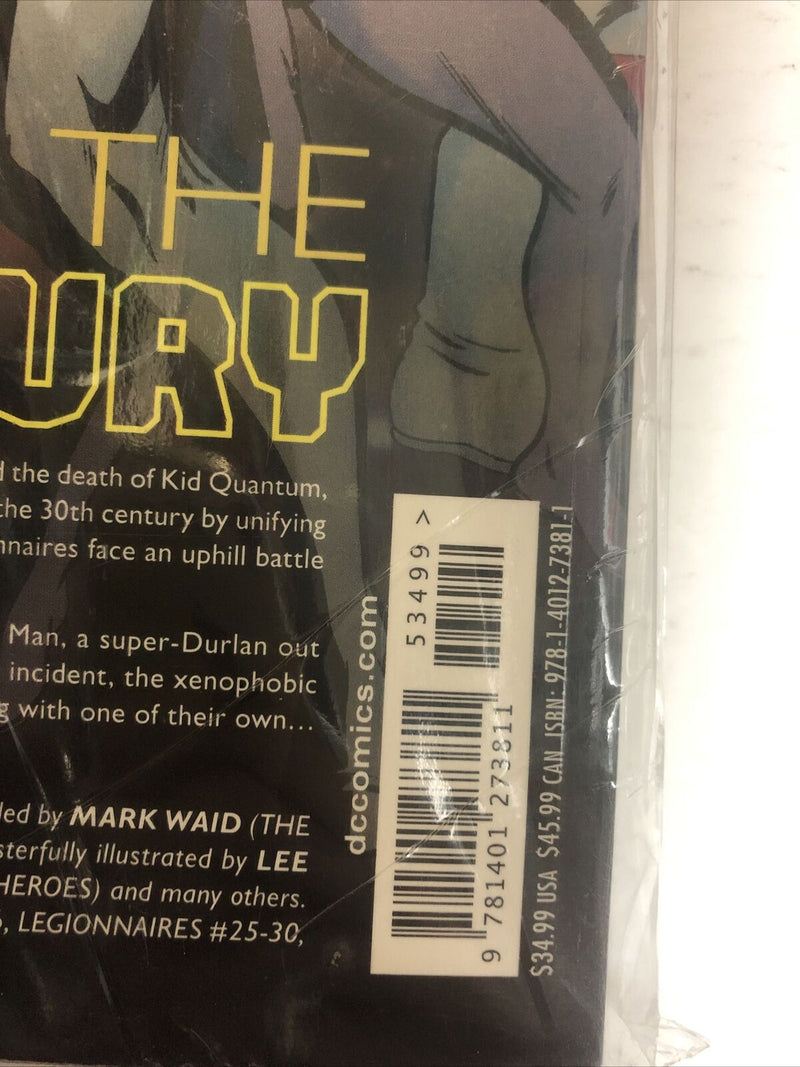 THE
URY
the death of Kid Quantum,
the 30th century by unifying
nnaires face an uphill battle
Man, a super-Durlan out
incident, the xenophobic
g with one of their own...
led by MARK WAID (THE
sterfully illustrated by LEE
HEROES) and many others.
, LEGIONNAIRES #25-30,
dccomics.com
53499 >
9 781401 273811
$34.99 USA $45.99 CAN ISBN: 978-1-4012-7381-1